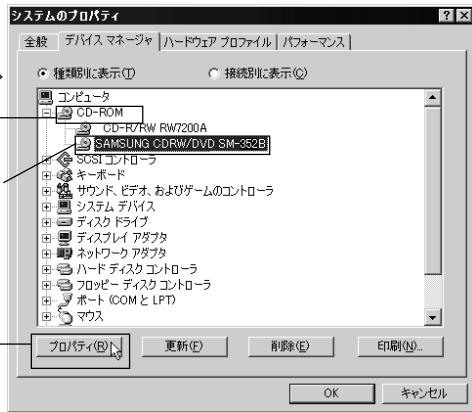 システムのプロパティ
全般 デバイス マネージャ ハードウェア プロファイル パフォーマンス
種類別に表示(T) 接続別に表示(C)
コンピュータ
CD-ROM
CD-R/RW RW7200A
SAMSUNG CDRW/DVD SM-352B
SCSI コントローラ
キーボード
サウンド、ビデオ、およびゲームのコントローラ
システム デバイス
ディスク ドライブ
ディスプレイ アダプタ
ネットワーク アダプタ
ハード ディスク コントローラ
フロッピー ディスク コントローラ
ポート (COM と LPT)
マウス
プロパティ(R) 更新(F) 削除(E) 印刷(N)...
OK キャンセル